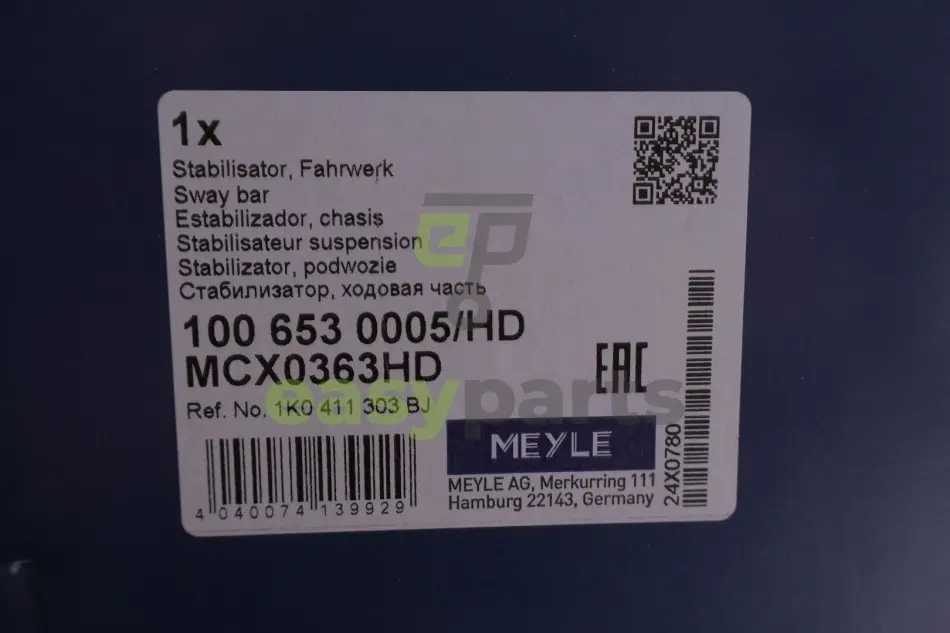 1x
Stabilisator, Fahrwerk
Sway bar
Estabilizador, chasis
Stabilisateur suspension
Stabilizator, podwozie
Стабилизатор, ходовая часть
100 653 0005/HD
MCX0363HD
EAC
Ref. No. 1K0 411 303 BJ
easyparts
MEYLE
MEYLE AG, Merkurring 111
Hamburg 22143, Germany
4 040074 139929
24X0780
ep